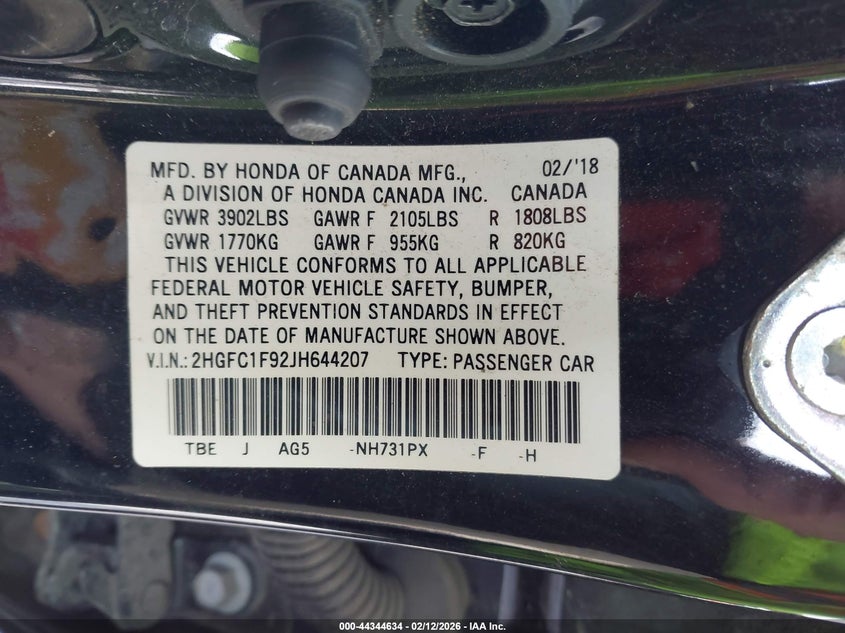 MFD. BY HONDA OF CANADA MFG., 02/'18
A DIVISION OF HONDA CANADA INC. CANADA
GVWR 3902LBS GAWR F 2105LBS R 1808LBS
GVWR 1770KG GAWR F 955KG R 820KG
THIS VEHICLE CONFORMS TO ALL APPLICABLE
FEDERAL MOTOR VEHICLE SAFETY, BUMPER,
AND THEFT PREVENTION STANDARDS IN EFFECT
ON THE DATE OF MANUFACTURE SHOWN ABOVE.
V.I.N.: 2HGFC1F92JH644207 TYPE: PASSENGER CAR
TBE J AG5 -NH731PX -F -H
000-44344634 - 02/12/2026 - IAA Inc.